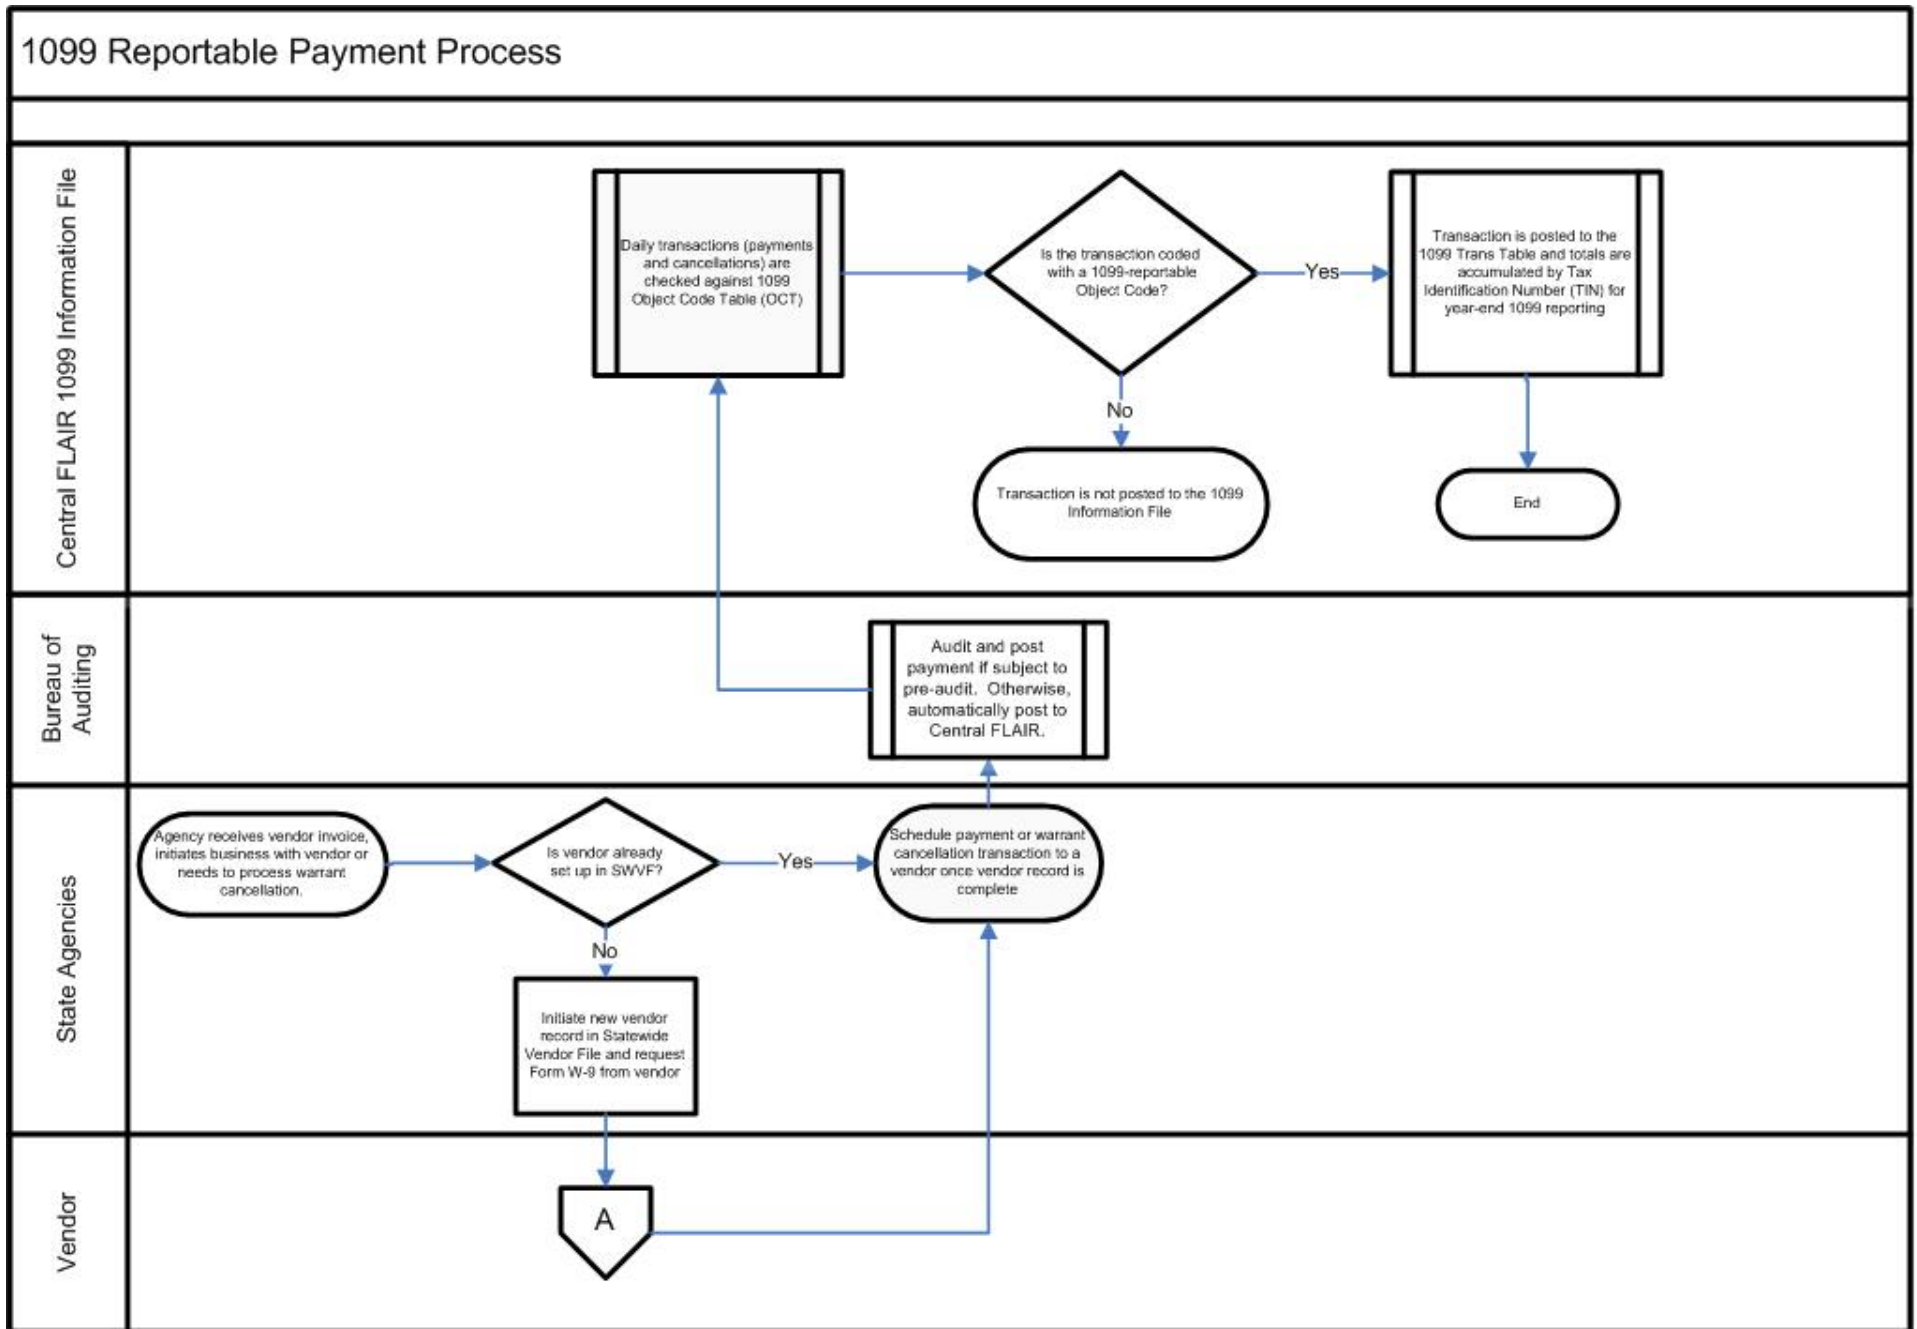 1099 Reportable Payment Process
Central FLAIR 1099 Information File
Daily transactions (payments
and cancellations) are
checked against 1099
Object Code Table (OCT)
Is the transaction coded
with a 1099-reportable
Object Code?
Yes
Transaction is posted to the
1099 Trans Table and totals are
accumulated by Tax
Identification Number (TIN) for
year-end 1099 reporting
No
Transaction is not posted to the 1099
Information File
End
Bureau of
Auditing
Audit and post
payment if subject to
pre-audit. Otherwise,
automatically post to
Central FLAIR.
State Agencies
Agency receives vendor invoice,
initiates business with vendor or
needs to process warrant
cancellation.
Is vendor already
set up in SWVF?
Yes
Schedule payment or warrant
cancellation transaction to a
vendor once vendor record is
complete
No
Initiate new vendor
record in Statewide
Vendor File and request
Form W-9 from vendor
Vendor
A